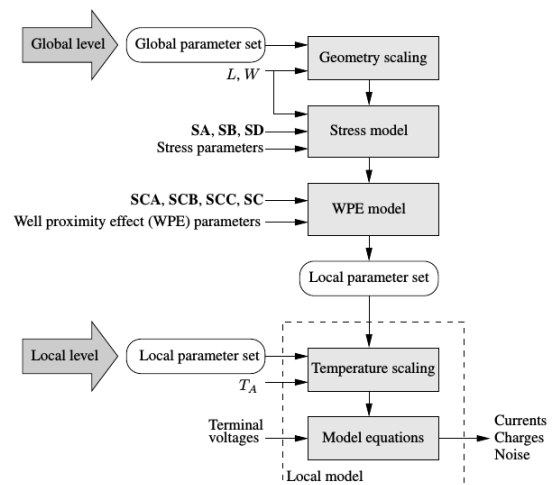 Global level
Global parameter set
L, W
Geometry scaling
SA, SB, SD
Stress parameters
Stress model
SCA, SCB, SCC, SC
Well proximity effect (WPE) parameters
WPE model
Local parameter set
Local level
Local parameter set
T_A
Temperature scaling
Terminal
voltages
Model equations
Currents
Charges
Noise
Local model